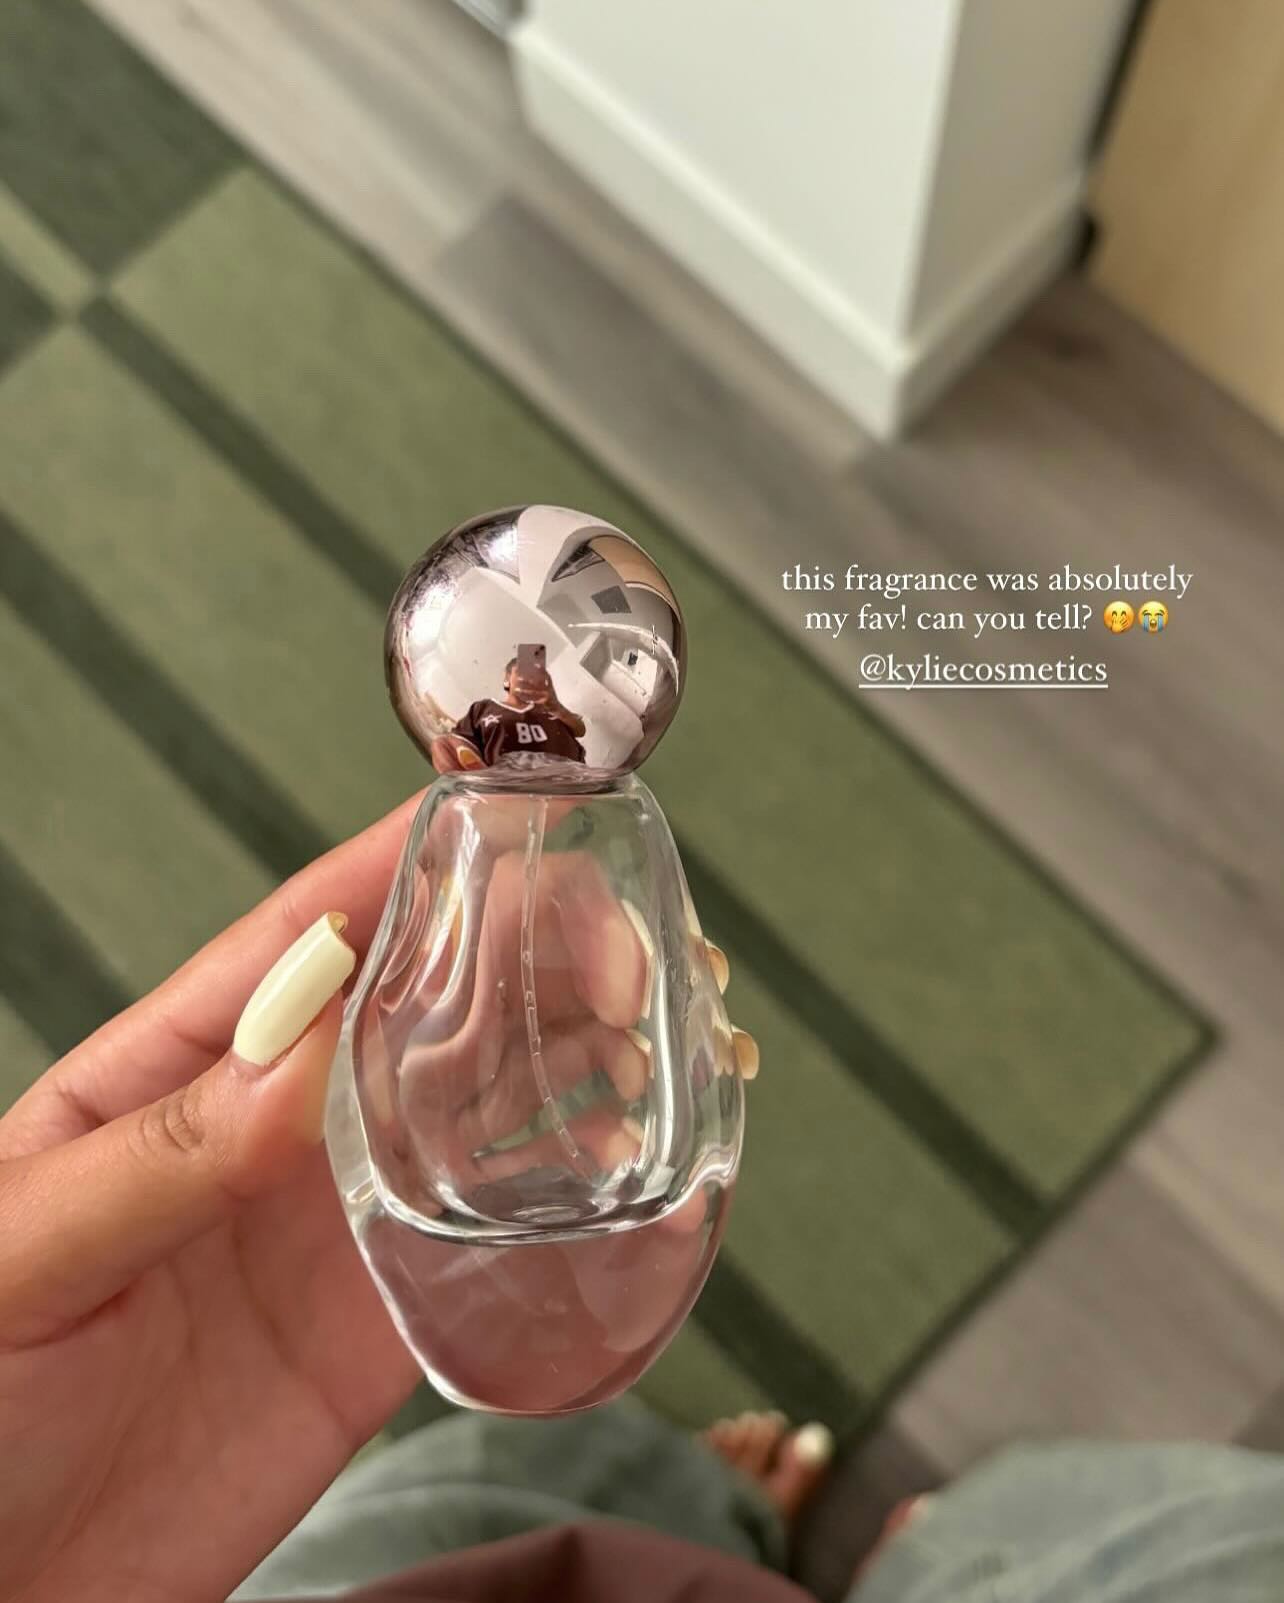 this fragrance was absolutely
my fav! can you tell? 🤭😭
@kyliecosmetics
80